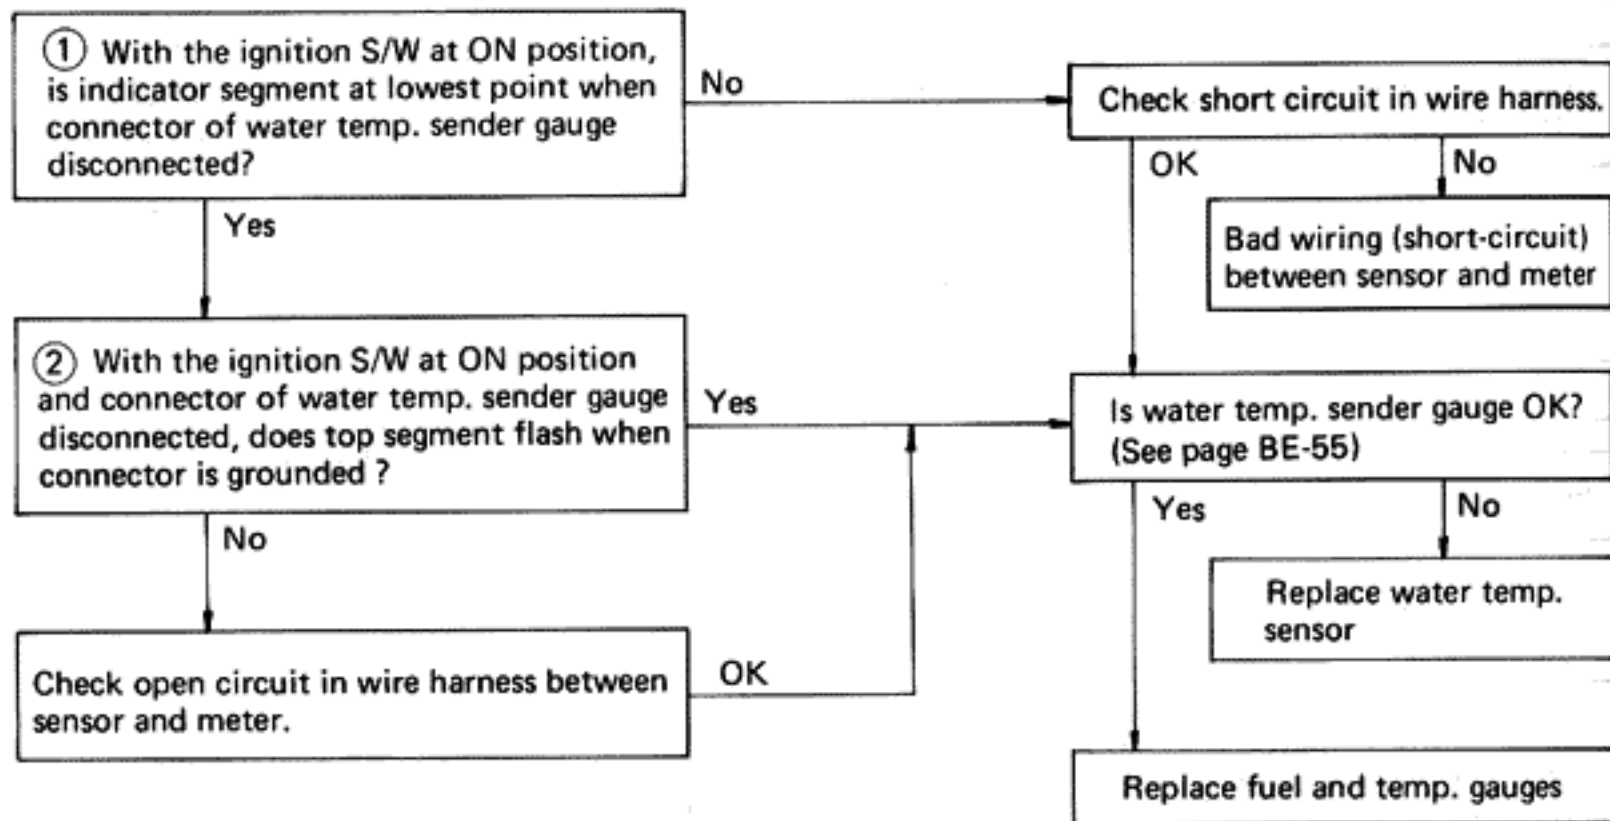 ① With the ignition S/W at ON position,
is indicator segment at lowest point when
connector of water temp. sender gauge
disconnected?
No
Check short circuit in wire harness.
OK
No
Yes
Bad wiring (short-circuit)
between sensor and meter
② With the ignition S/W at ON position
and connector of water temp. sender gauge
disconnected, does top segment flash when
connector is grounded ?
Yes
Is water temp. sender gauge OK?
(See page BE-55)
Yes
No
No
Replace water temp.
sensor
Check open circuit in wire harness between
sensor and meter.
OK
Replace fuel and temp. gauges